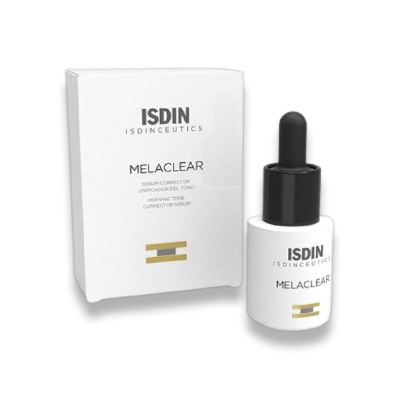 ISDIN
ISDINCEUTICS
MELACLEAR
SERUM CORRECTOR
UNIFICADOR DEL TONO
UNIFYING TONE
CORRECTOR SERUM
ISDIN
ISDINCEUTICS
MELACLEAR